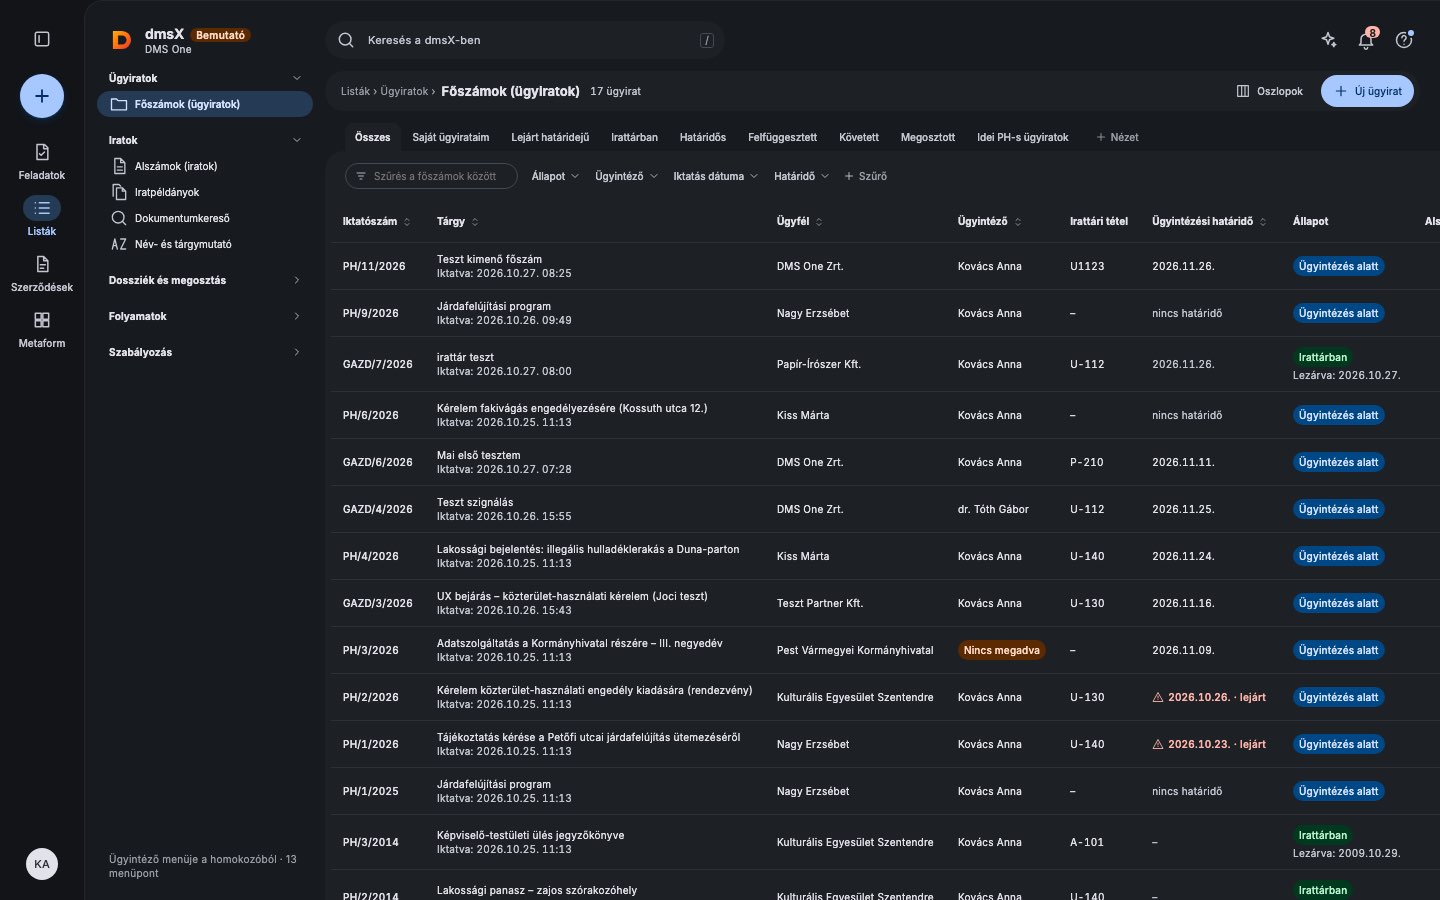 dmsX Bemutató
DMS One
Keresés a dmsX-ben /
8
Feladatok
Listák
Szerződések
Metaform
KA
Ügyiratok
Főszámok (ügyiratok)
Iratok
Alszámok (iratok)
Iratpéldányok
Dokumentumkereső
AZ Név- és tárgymutató
Dossziék és megosztás
Folyamatok
Szabályozás
Ügyintéző menüje a homokozóból · 13
menüpont
Listák › Ügyiratok › Főszámok (ügyiratok) 17 ügyirat
Oszlopok
+ Új ügyirat
Összes Saját ügyirataim Lejárt határidejű Irattárban Határidős Felfüggesztett Követett Megosztott Idei PH-s ügyiratok + Nézet
Szűrés a főszámok között Állapot Ügyintéző Iktatás dátuma Határidő + Szűrő
Iktatószám Tárgy Ügyfél Ügyintéző Irattári tétel Ügyintézési határidő Állapot Als
PH/11/2026 Teszt kimenő főszám DMS One Zrt. Kovács Anna U1123 2026.11.26. Ügyintézés alatt
Iktatva: 2026.10.27. 08:25
PH/9/2026 Járdafelújítási program Nagy Erzsébet Kovács Anna – nincs határidő Ügyintézés alatt
Iktatva: 2026.10.26. 09:49
GAZD/7/2026 irattár teszt Papír-Írószer Kft. Kovács Anna U-112 2026.11.26. Irattárban
Iktatva: 2026.10.27. 08:00 Lezárva: 2026.10.27.
PH/6/2026 Kérelem fakivágás engedélyezésére (Kossuth utca 12.) Kiss Márta Kovács Anna – nincs határidő Ügyintézés alatt
Iktatva: 2026.10.25. 11:13
GAZD/6/2026 Mai első tesztem DMS One Zrt. Kovács Anna P-210 2026.11.11. Ügyintézés alatt
Iktatva: 2026.10.27. 07:28
GAZD/4/2026 Teszt szignálás DMS One Zrt. dr. Tóth Gábor U-112 2026.11.25. Ügyintézés alatt
Iktatva: 2026.10.26. 15:55
PH/4/2026 Lakossági bejelentés: illegális hulladéklerakás a Duna-parton Kiss Márta Kovács Anna U-140 2026.11.24. Ügyintézés alatt
Iktatva: 2026.10.25. 11:13
GAZD/3/2026 UX bejárás – közterület-használati kérelem (Joci teszt) Teszt Partner Kft. Kovács Anna U-130 2026.11.16. Ügyintézés alatt
Iktatva: 2026.10.26. 15:43
PH/3/2026 Adatszolgáltatás a Kormányhivatal részére – III. negyedév Pest Vármegyei Kormányhivatal Nincs megadva – 2026.11.09. Ügyintézés alatt
Iktatva: 2026.10.25. 11:13
PH/2/2026 Kérelem közterület-használati engedély kiadására (rendezvény) Kulturális Egyesület Szentendre Kovács Anna U-130 2026.10.26. · lejárt Ügyintézés alatt
Iktatva: 2026.10.25. 11:13
PH/1/2026 Tájékoztatás kérése a Petőfi utcai járdafelújítás ütemezéséről Nagy Erzsébet Kovács Anna U-140 2026.10.23. · lejárt Ügyintézés alatt
Iktatva: 2026.10.25. 11:13
PH/1/2025 Járdafelújítási program Nagy Erzsébet Kovács Anna – nincs határidő Ügyintézés alatt
Iktatva: 2026.10.25. 11:13
PH/3/2014 Képviselő-testületi ülés jegyzőkönyve Kulturális Egyesület Szentendre Kovács Anna A-101 – Irattárban
Iktatva: 2026.10.25. 11:13 Lezárva: 2009.10.29.
PH/2/2014 Lakossági panasz – zajos szórakozóhely Kulturális Egyesület Szentendre Kovács Anna U-140 – Irattárban